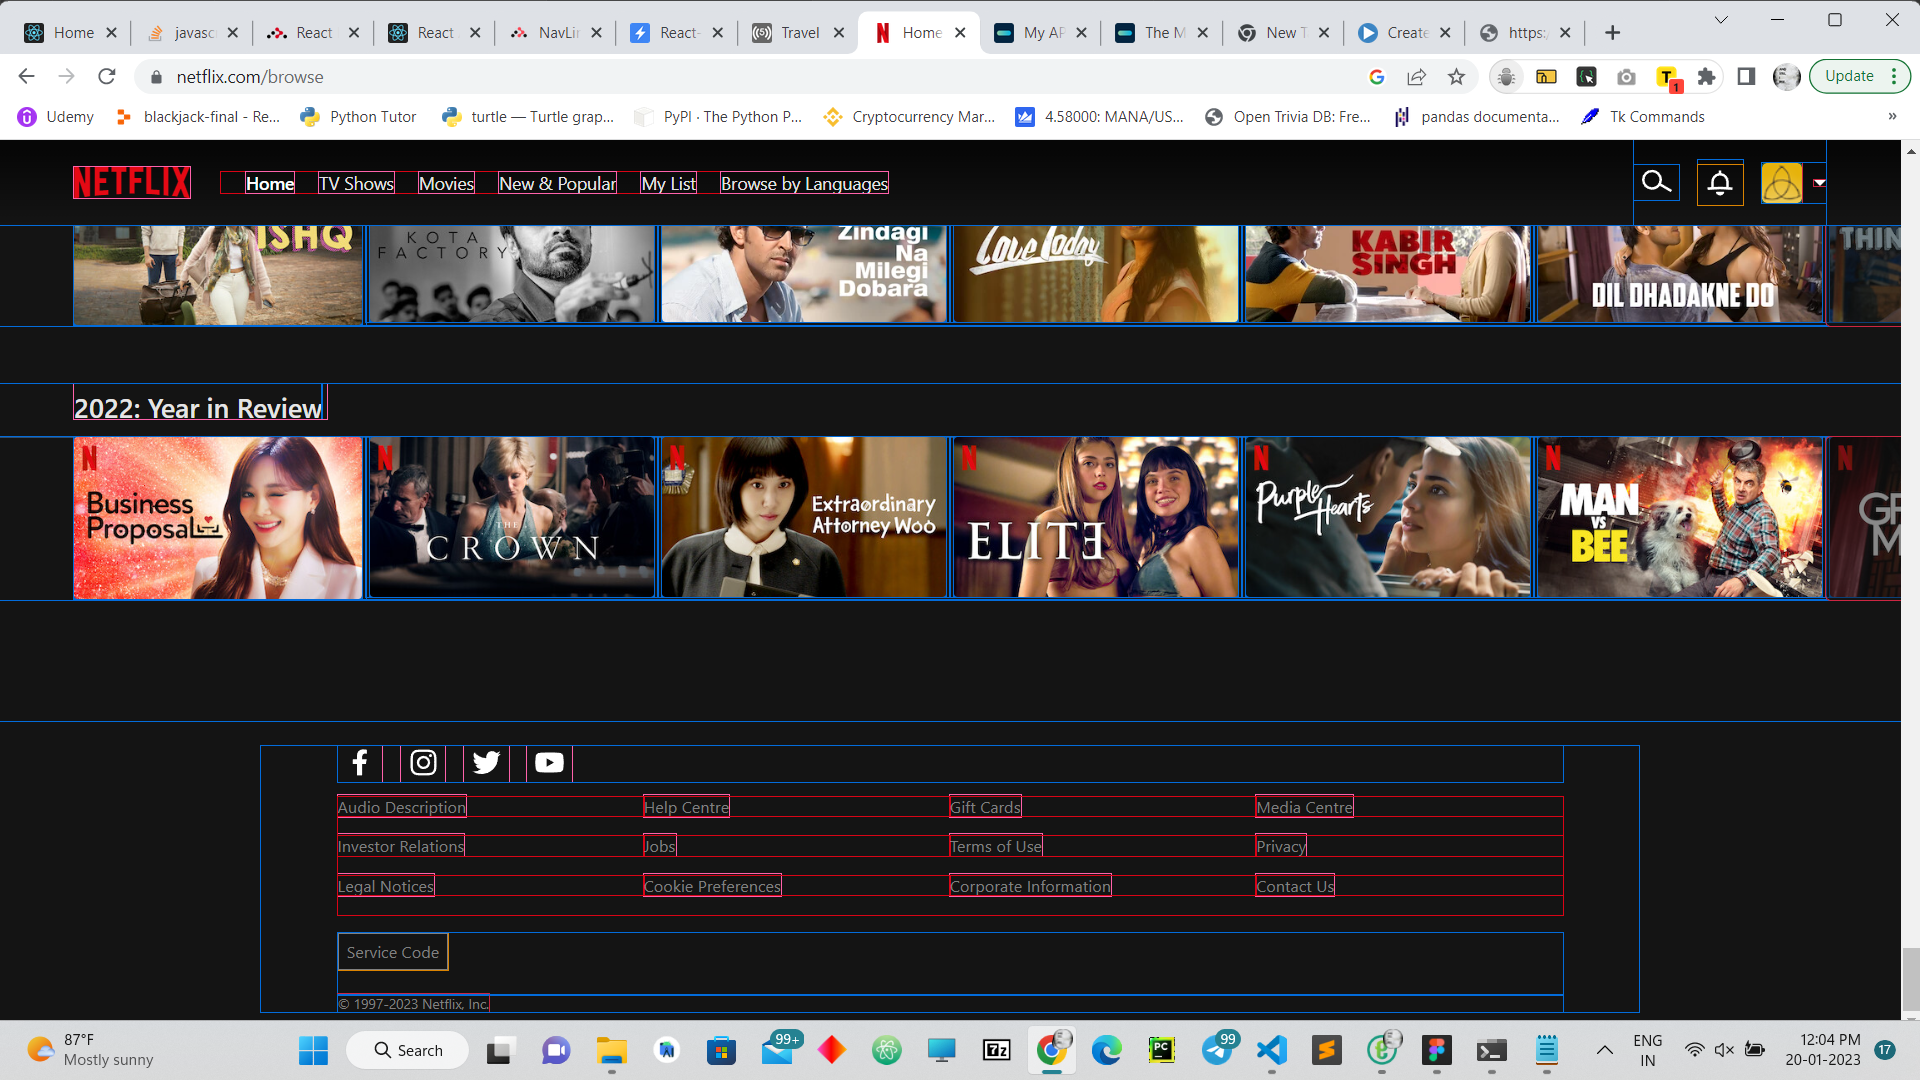 Home
javasc
React
React
NavLin
React-
Travel
Home
My AP
The M
New T
Create
https:/
netflix.com/browse
T
1
Update
Udemy
blackjack-final - Re...
Python Tutor
turtle — Turtle grap...
PyPI · The Python P...
Cryptocurrency Mar...
4.58000: MANA/US...
Open Trivia DB: Fre...
pandas documenta...
Tk Commands
»
NETFLIX
Home
TV Shows
Movies
New & Popular
My List
Browse by Languages
ISHQ
KOTA
FACTORY
Zindagi
Na
Milegi
Dobara
Love Today
KABIR
SINGH
DIL DHADAKNE DO
THIN
2022: Year in Review
N
Business
Proposal
N
THE
CROWN
N
Extraordinary
Attorney Woo
N
ELITE
N
Purple Hearts
N
MAN
VS
BEE
N
Audio Description
Help Centre
Gift Cards
Media Centre
Investor Relations
Jobs
Terms of Use
Privacy
Legal Notices
Cookie Preferences
Corporate Information
Contact Us
Service Code
© 1997-2023 Netflix, Inc.
87°F
Mostly sunny
Search
99+
7z
PC
99
ENG
IN
12:04 PM
20-01-2023
17